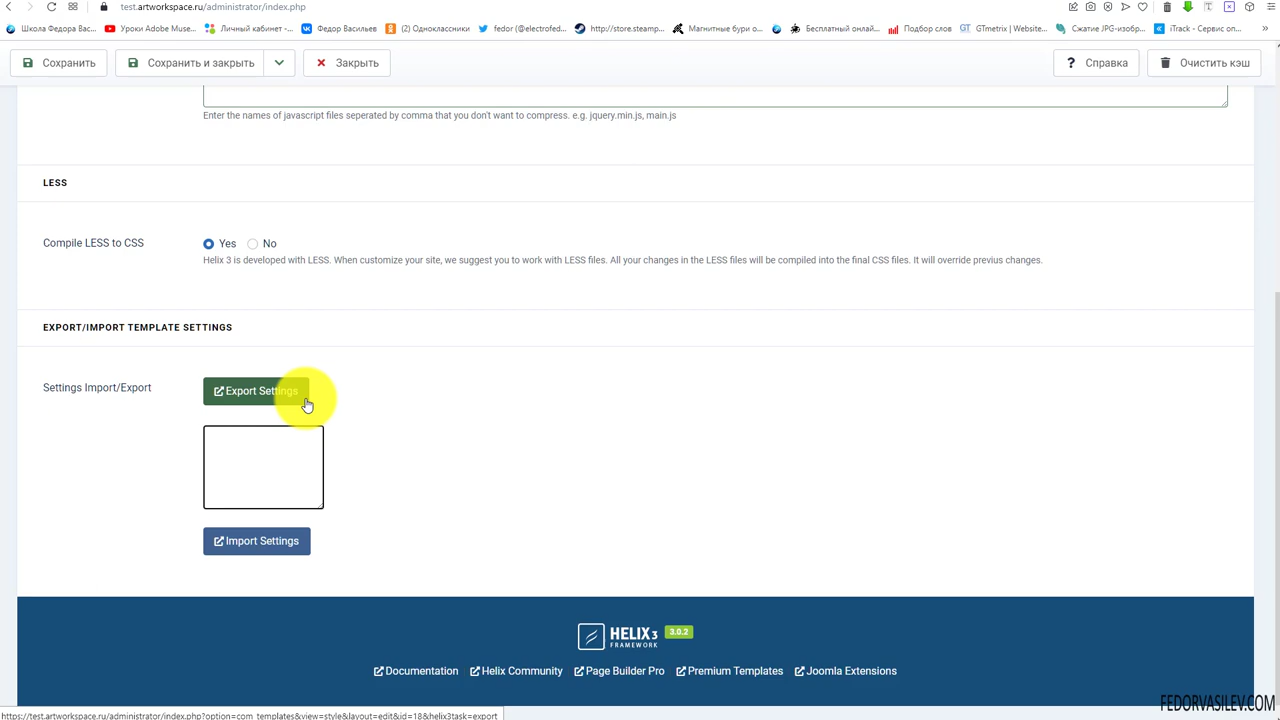 test.artworkspace.ru/administrator/index.php
Школа Федора Вас...
Уроки Adobe Muse...
Личный кабинет -...
Федор Васильев
(2) Одноклассники
fedor (@electrofed...
http://store.steamp...
Магнитные бури о...
Бесплатный онлай...
Подбор слов
GTmetrix | Website...
Сжатие JPG-изобр...
iTrack - Сервис оп...
Сохранить
Сохранить и закрыть
Закрыть
Справка
Очистить кэш
Enter the names of javascript files seperated by comma that you don't want to compress. e.g. jquery.min.js, main.js
LESS
Compile LESS to CSS
Yes
No
Helix 3 is developed with LESS. When customize your site, we suggest you to work with LESS files. All your changes in the LESS files will be compiled into the final CSS files. It will override previus changes.
EXPORT/IMPORT TEMPLATE SETTINGS
Settings Import/Export
Export Settings
Import Settings
HELIX3
FRAMEWORK
3.0.2
Documentation
Helix Community
Page Builder Pro
Premium Templates
Joomla Extensions
https://test.artworkspace.ru/administrator/index.php?option=com_templates&view=style&layout=edit&id=18&helix3task=export
FEDORVASILEV.COM